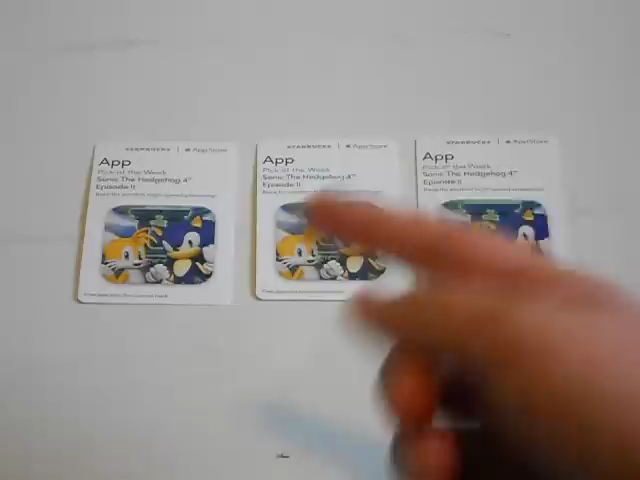 STARBUCKS | App Store
App
Pick of the Week
Sonic The Hedgehog 4™
Episode II
STARBUCKS | App Store
App
Pick of the Week
Sonic The Hedgehog 4™
Episode II
STARBUCKS | App Store
App
Pick of the Week
Sonic The Hedgehog 4™
Episode II